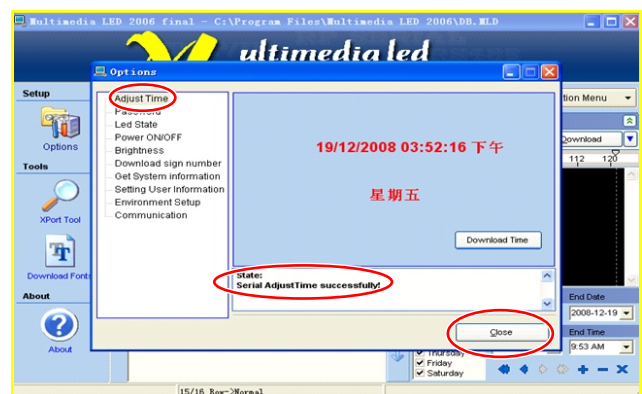 Multimedia LED 2006 final - C:\Program Files\Multimedia LED 2006\DB.MLD
ultimedia led
Options
Setup
Options
Tools
XPort Tool
Download Fonts
About
About
Adjust Time
Password
Led State
Power ON/OFF
Brightness
Download sign number
Get System information
Setting User Information
Environment Setup
Communication
19/12/2008 03:52:16 下午
星期五
Download Time
State:
Serial AdjustTime successfully!
Close
tion Menu
Download
112 120
End Date
2008-12-19
End Time
9:53 AM
Thursday
Friday
Saturday
15/16 Row->Normal